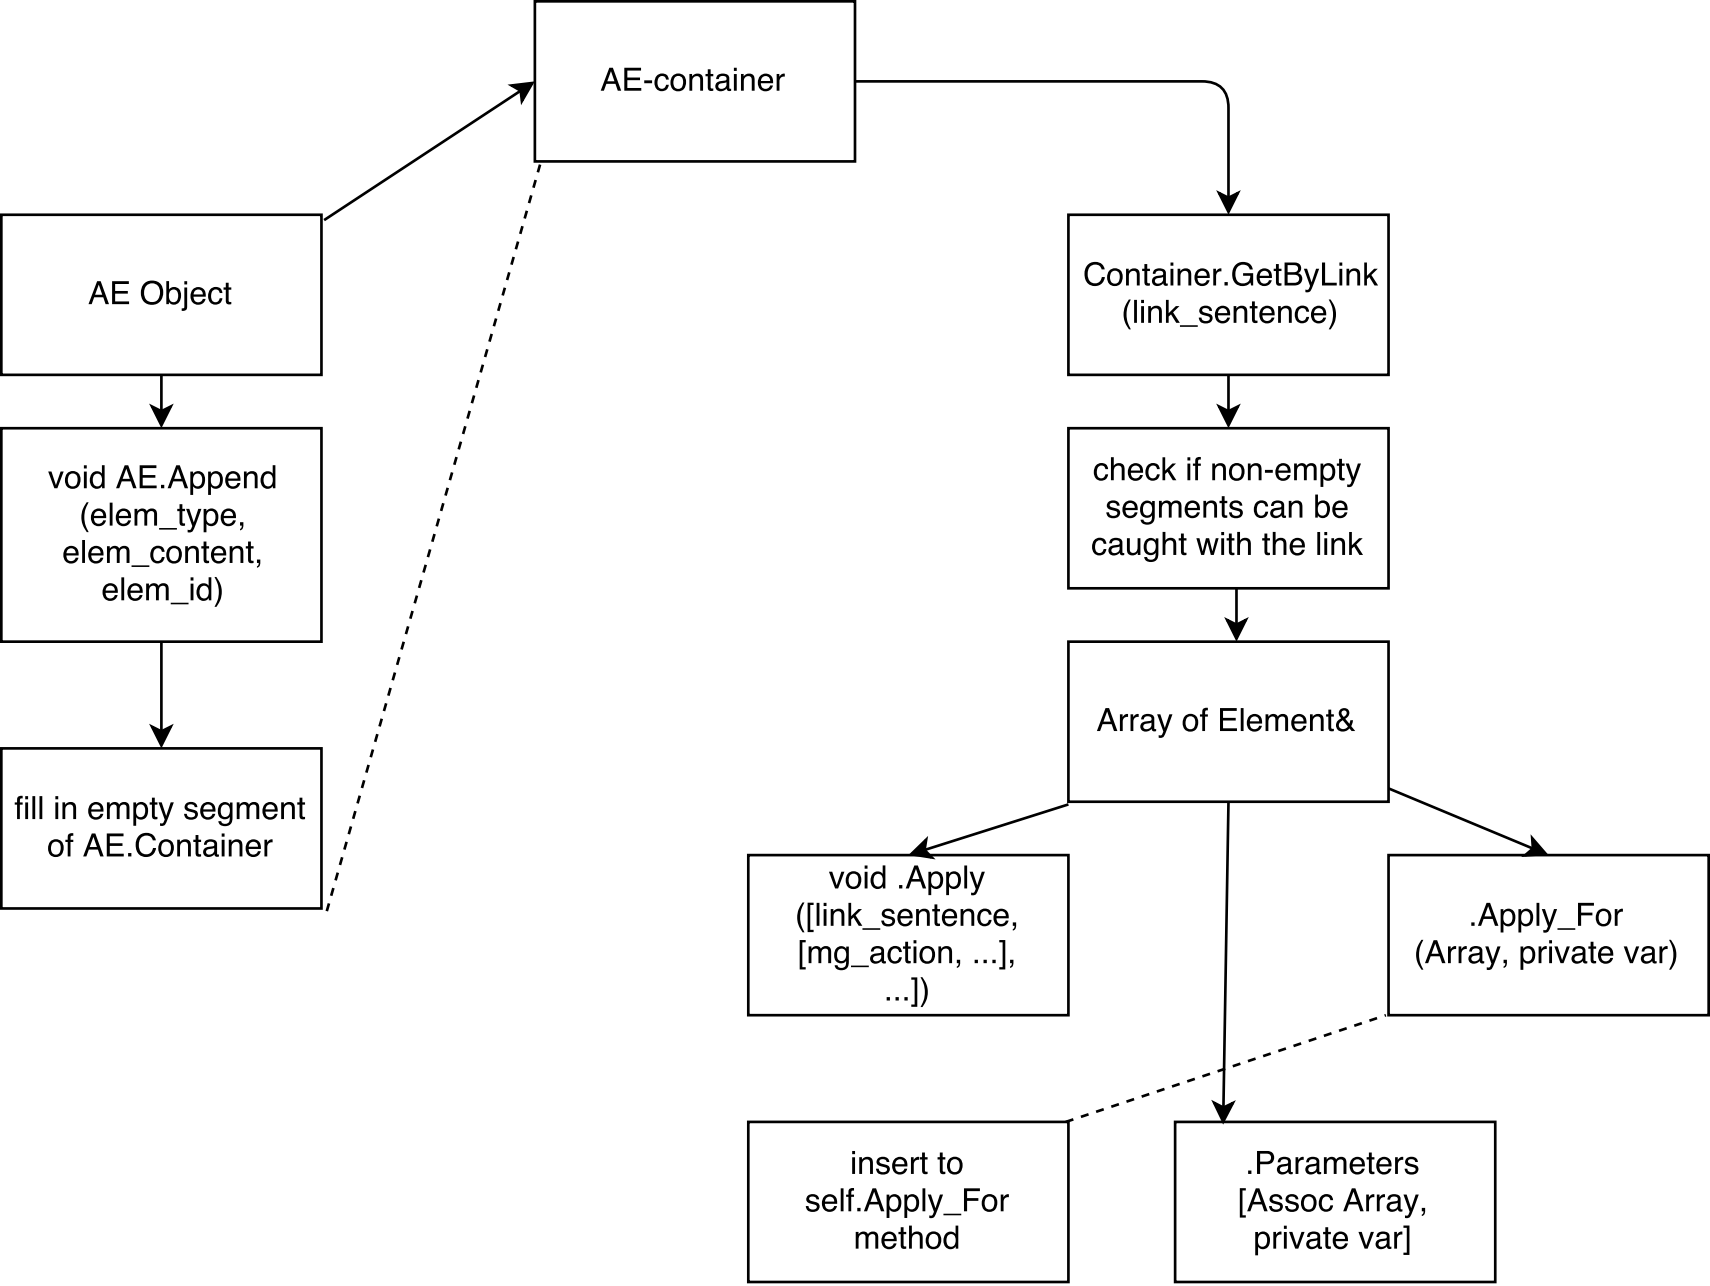 AE-container
AE Object
Container.GetByLink
(link_sentence)
void AE.Append
(elem_type,
elem_content,
elem_id)
check if non-empty
segments can be
caught with the link
Array of Element&
fill in empty segment
of AE.Container
void .Apply
([link_sentence,
[mg_action, ...],
...])
.Apply_For
(Array, private var)
insert to
self.Apply_For
method
.Parameters
[Assoc Array,
private var]